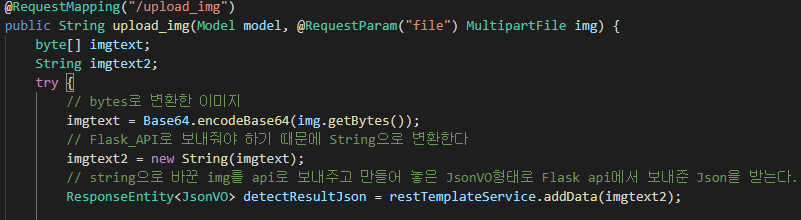 @RequestMapping("/upload_img")
public String upload_img(Model model, @RequestParam("file") MultipartFile img) {
byte[] imgtext;
String imgtext2;
try {
// bytes로 변환한 이미지
imgtext = Base64.encodeBase64(img.getBytes());
// Flask_API로 보내줘야 하기 때문에 String으로 변환한다
imgtext2 = new String(imgtext);
// string으로 바꾼 img를 api로 보내주고 만들어 놓은 JsonVO형태로 Flask api에서 보내준 Json을 받는다.
ResponseEntity<JsonVO> detectResultJson = restTemplateService.addData(imgtext2);